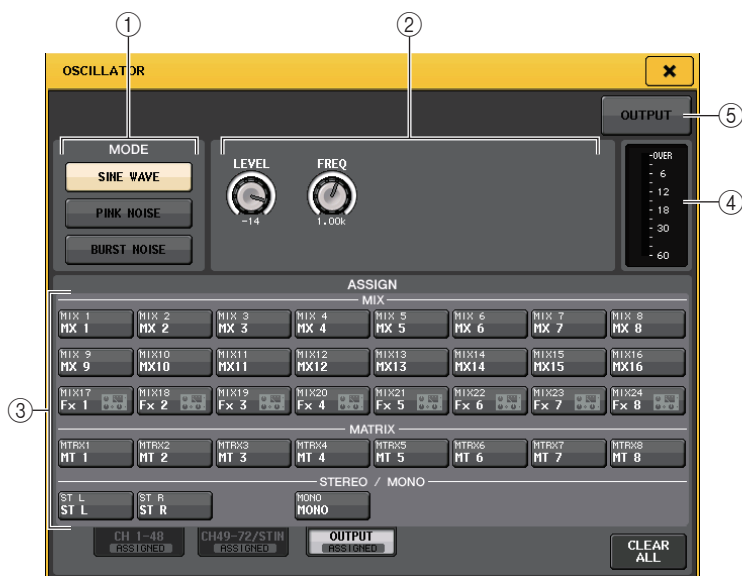 ① ②
OSCILLATOR ×
OUTPUT ⑤
MODE
SINE WAVE
PINK NOISE
BURST NOISE
LEVEL FREQ
-14 1.00k
-OVER
- 6
- 12
- 18
- 30
- 60
④
ASSIGN
③
MIX
MIX 1 MIX 2 MIX 3 MIX 4 MIX 5 MIX 6 MIX 7 MIX 8
MX 1 MX 2 MX 3 MX 4 MX 5 MX 6 MX 7 MX 8
MIX 9 MIX10 MIX11 MIX12 MIX13 MIX14 MIX15 MIX16
MX 9 MX10 MX11 MX12 MX13 MX14 MX15 MX16
MIX17 MIX18 MIX19 MIX20 MIX21 MIX22 MIX23 MIX24
Fx 1 Fx 2 Fx 3 Fx 4 Fx 5 Fx 6 Fx 7 Fx 8
MATRIX
MTRX1 MTRX2 MTRX3 MTRX4 MTRX5 MTRX6 MTRX7 MTRX8
MT 1 MT 2 MT 3 MT 4 MT 5 MT 6 MT 7 MT 8
STEREO / MONO
ST L ST R MONO
ST L ST R MONO
CH 1-48 CH49-72/STIN OUTPUT
ASSIGNED ASSIGNED ASSIGNED
CLEAR
ALL